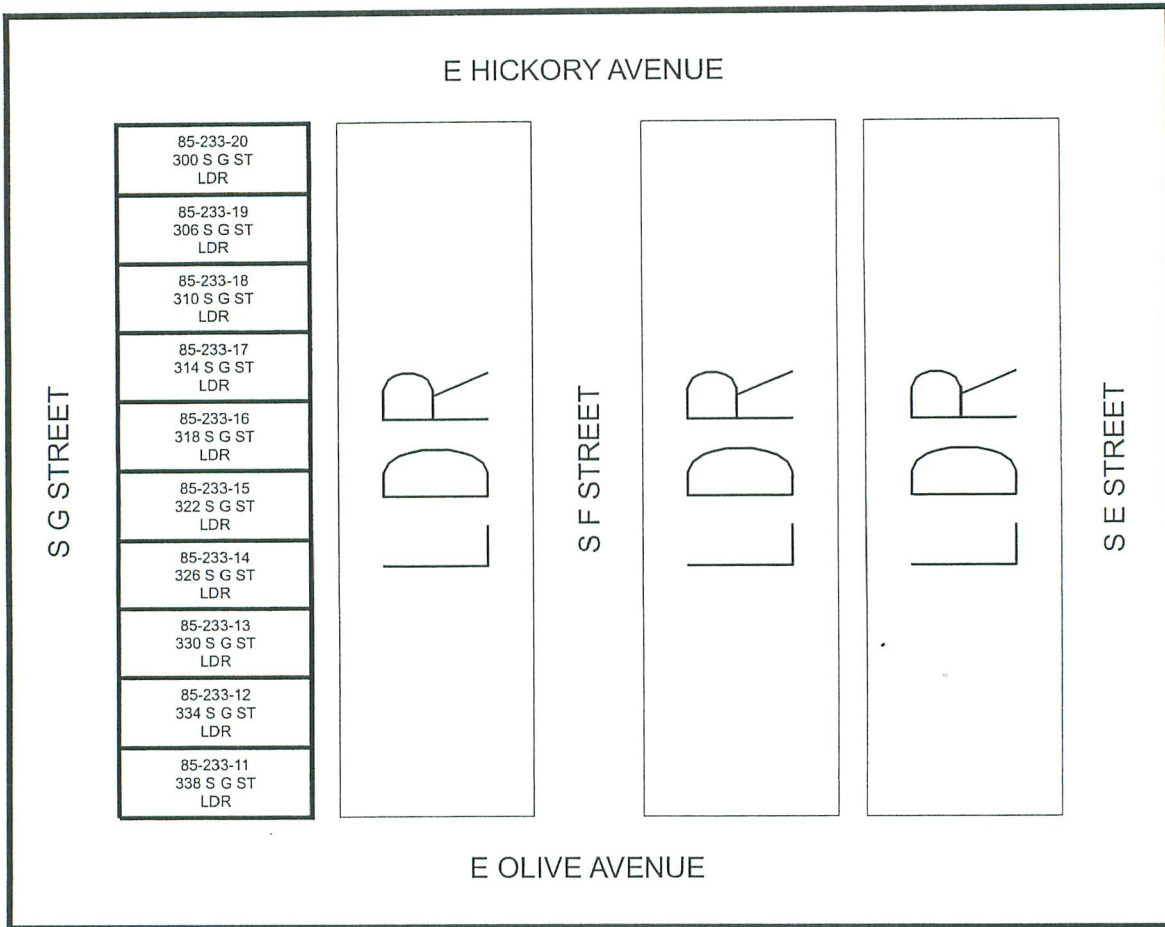 E HICKORY AVENUE
85-233-20
300 S G ST
LDR
85-233-19
306 S G ST
LDR
85-233-18
310 S G ST
LDR
85-233-17
314 S G ST
LDR
85-233-16
318 S G ST
LDR
85-233-15
322 S G ST
LDR
85-233-14
326 S G ST
LDR
85-233-13
330 S G ST
LDR
85-233-12
334 S G ST
LDR
85-233-11
338 S G ST
LDR
S G STREET
LDR
S F STREET
LDR
LDR
S E STREET
E OLIVE AVENUE